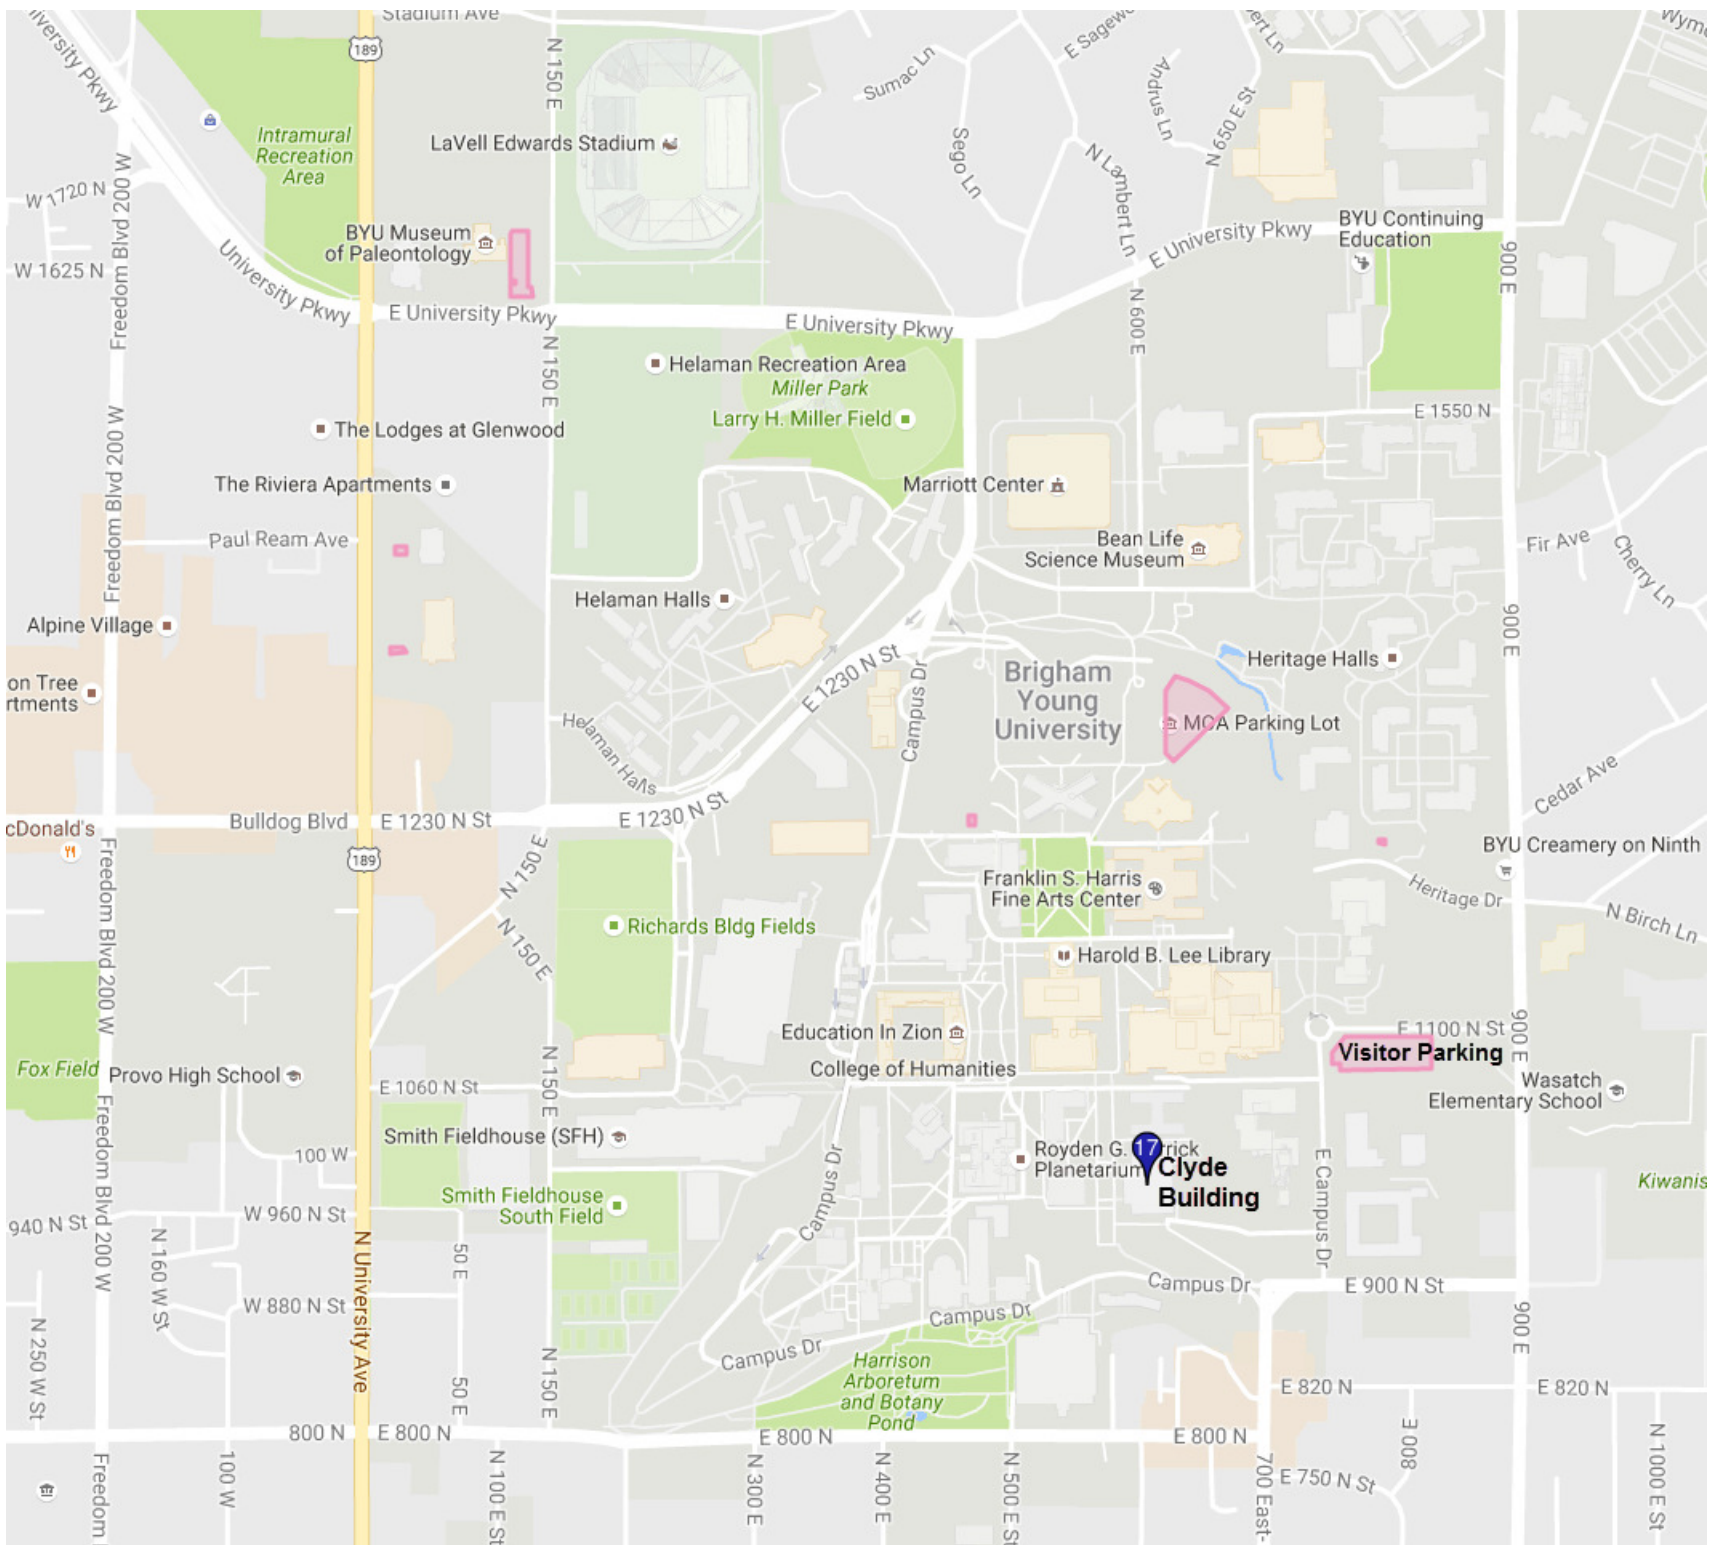 Stadium Ave
University Pkwy
189
N 150 E
Sumac Ln
E Sagew
bert Ln
Wym
Andrus Ln
N 650 E St
Intramural
Recreation
Area
LaVell Edwards Stadium
Sego Ln
N Lambert Ln
W 1720 N
Freedom Blvd 200 W
BYU Museum
of Paleontology
BYU Continuing
Education
E University Pkwy
W 1625 N
University Pkwy
900 E
E University Pkwy
E University Pkwy
N 600 E
N 150 E
Helaman Recreation Area
Miller Park
Larry H. Miller Field
E 1550 N
The Lodges at Glenwood
Freedom Blvd 200 W
The Riviera Apartments
Marriott Center
Paul Ream Ave
Bean Life
Science Museum
Fir Ave
Cherry Ln
Helaman Halls
900 E
Alpine Village
E 1230 N St
Campus Dr
Brigham
Young
University
Heritage Halls
on Tree
rtments
MOA Parking Lot
Helaman Halls
Cedar Ave
cDonald's
Bulldog Blvd
E 1230 N St
E 1230 N St
189
N 150 E
BYU Creamery on Ninth
Freedom Blvd 200 W
Franklin S. Harris
Fine Arts Center
Heritage Dr
N Birch Ln
Richards Bldg Fields
N 150 E
Harold B. Lee Library
Education In Zion
E 1100 N St
900 E
Visitor Parking
Fox Field
Provo High School
College of Humanities
E 1060 N St
N 150 E
Wasatch
Elementary School
Smith Fieldhouse (SFH)
100 W
Royden G. rrick
Planetarium
17
Clyde
Building
Campus Dr
E Campus Dr
Kiwanis
Freedom Blvd 200 W
Smith Fieldhouse
South Field
940 N St
W 960 N St
N 160 W St
50 E
N University Ave
Campus Dr
E 900 N St
W 880 N St
Campus Dr
900 E
N 250 W St
Campus Dr
Harrison
Arboretum
and Botany
Pond
50 E
N 150 E
E 820 N
E 820 N
800 N
E 800 N
E 800 N
E 800 N
800 E
Freedom
100 W
N 100 E St
N 300 E
N 400 E
N 500 E St
700 East-
E 750 N St
N 1000 E St